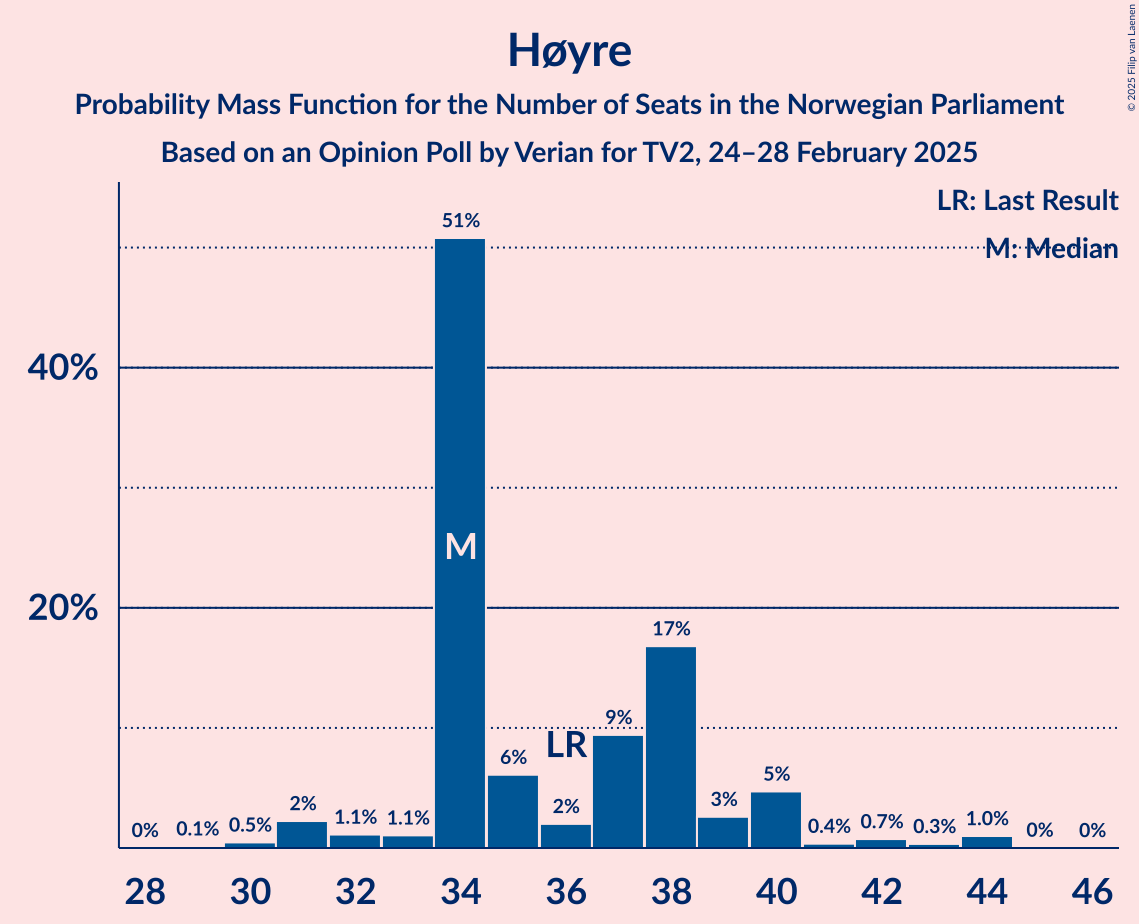 Høyre
Probability Mass Function for the Number of Seats in the Norwegian Parliament
Based on an Opinion Poll by Verian for TV2, 24–28 February 2025
© 2025 Filip van Laenen
LR: Last Result
M: Median
40%
20%
0%
0.1%
0.5%
2%
1.1%
1.1%
51%
M
6%
LR
2%
9%
17%
3%
5%
0.4%
0.7%
0.3%
1.0%
0%
0%
28 30 32 34 36 38 40 42 44 46